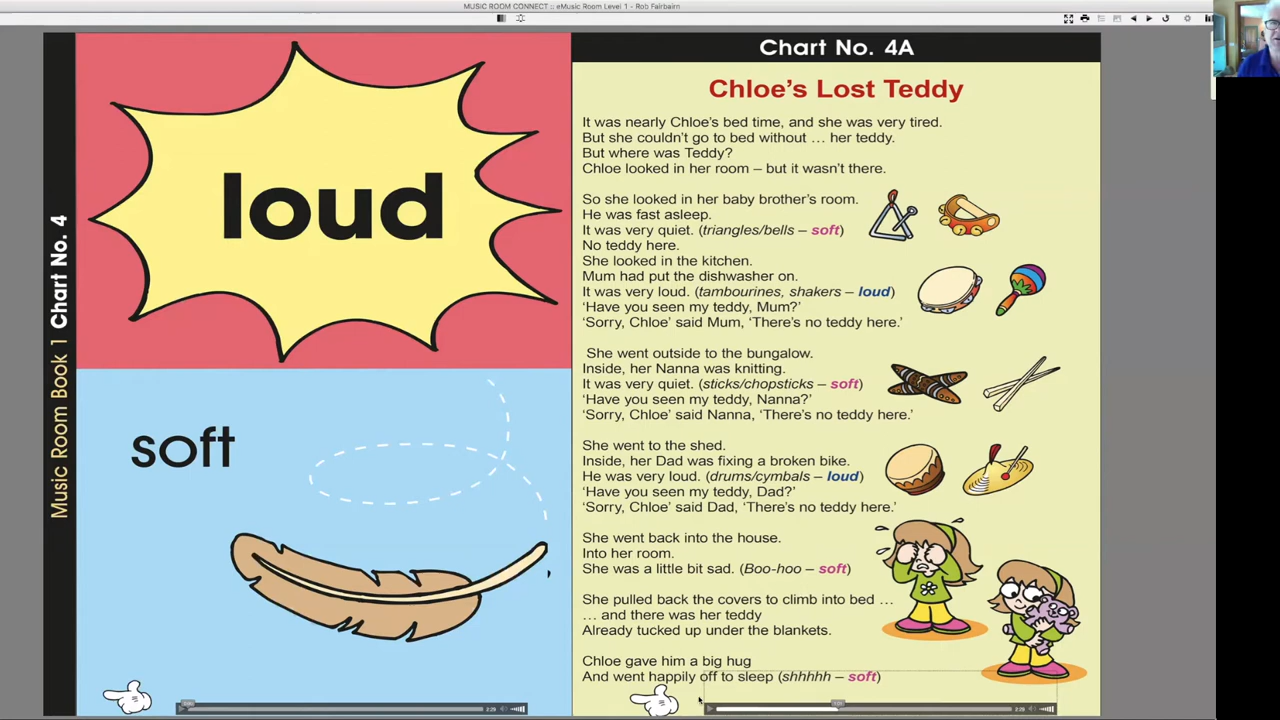 MUSIC ROOM CONNECT :: eMusic Room Level 1 - Rob Fairbairn
Music Room Book 1 Chart No. 4
loud
soft
2:29
Chart No. 4A
Chloe's Lost Teddy
It was nearly Chloe's bed time, and she was very tired.
But she couldn't go to bed without … her teddy.
But where was Teddy?
Chloe looked in her room – but it wasn't there.
So she looked in her baby brother's room.
He was fast asleep.
It was very quiet. (triangles/bells – soft)
No teddy here.
She looked in the kitchen.
Mum had put the dishwasher on.
It was very loud. (tambourines, shakers – loud)
‘Have you seen my teddy, Mum?’
‘Sorry, Chloe’ said Mum, ‘There's no teddy here.’
She went outside to the bungalow.
Inside, her Nanna was knitting.
It was very quiet. (sticks/chopsticks – soft)
‘Have you seen my teddy, Nanna?’
‘Sorry, Chloe’ said Nanna, ‘There's no teddy here.’
She went to the shed.
Inside, her Dad was fixing a broken bike.
He was very loud. (drums/cymbals – loud)
‘Have you seen my teddy, Dad?’
‘Sorry, Chloe’ said Dad, ‘There's no teddy here.’
She went back into the house.
Into her room.
She was a little bit sad. (Boo-hoo – soft)
She pulled back the covers to climb into bed …
… and there was her teddy
Already tucked up under the blankets.
Chloe gave him a big hug
And went happily off to sleep (shhhhh – soft)
2:29